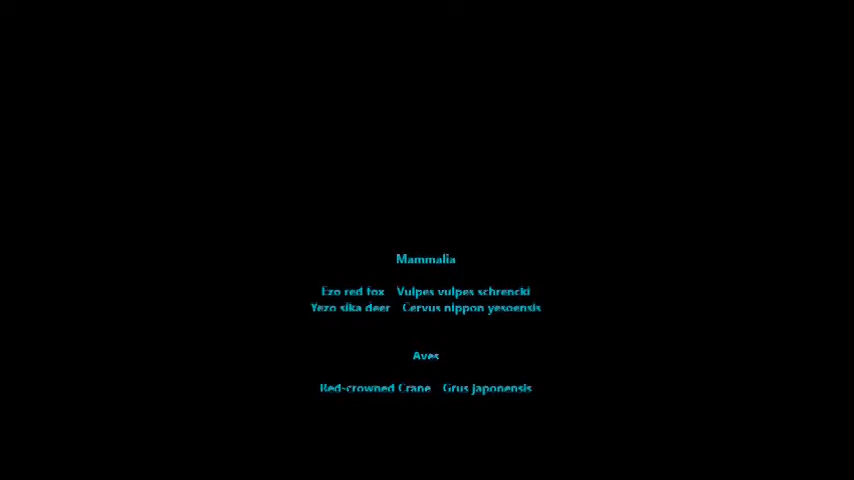 Mammalia
Ezo red fox Vulpes vulpes schrencki
Yezo sika deer Cervus nippon yesoensis
Aves
Red-crowned Crane Grus japonensis